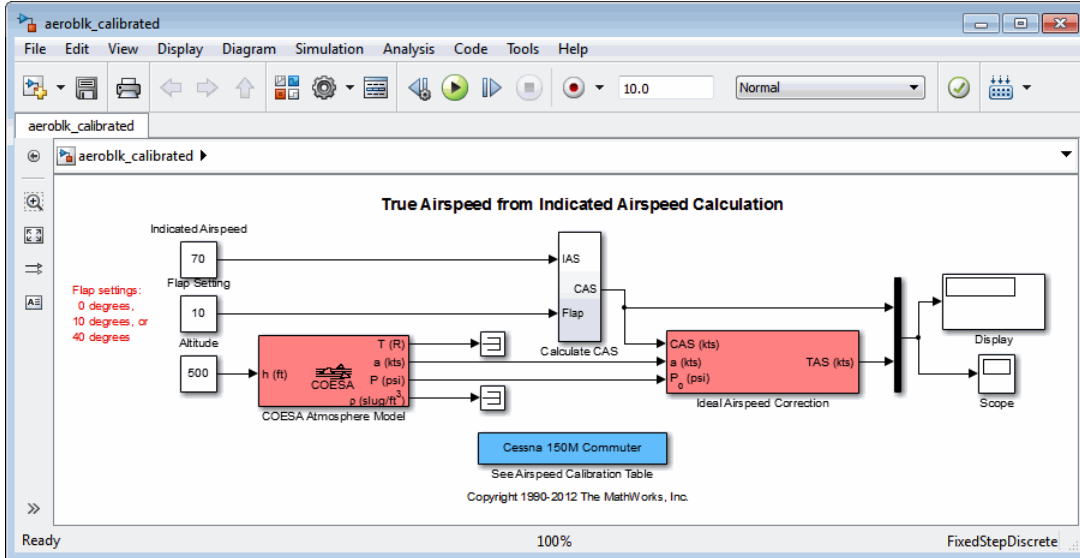 aeroblk_calibrated
File Edit View Display Diagram Simulation Analysis Code Tools Help
10.0 Normal
aeroblk_calibrated
aeroblk_calibrated
True Airspeed from Indicated Airspeed Calculation
Indicated Airspeed
70
IAS
Flap Setting
Flap settings:
0 degrees,
10 degrees, or
40 degrees
10
CAS
Flap
Calculate CAS
Altitude
500
h (ft)
COESA
T (R)
a (kts)
P (psi)
ρ (slug/ft³)
COESA Atmosphere Model
CAS (kts)
a (kts)
P₀ (psi)
TAS (kts)
Ideal Airspeed Correction
Display
Scope
Cessna 150M Commuter
See Airspeed Calibration Table
Copyright 1990-2012 The MathWorks, Inc.
Ready 100% FixedStepDiscrete